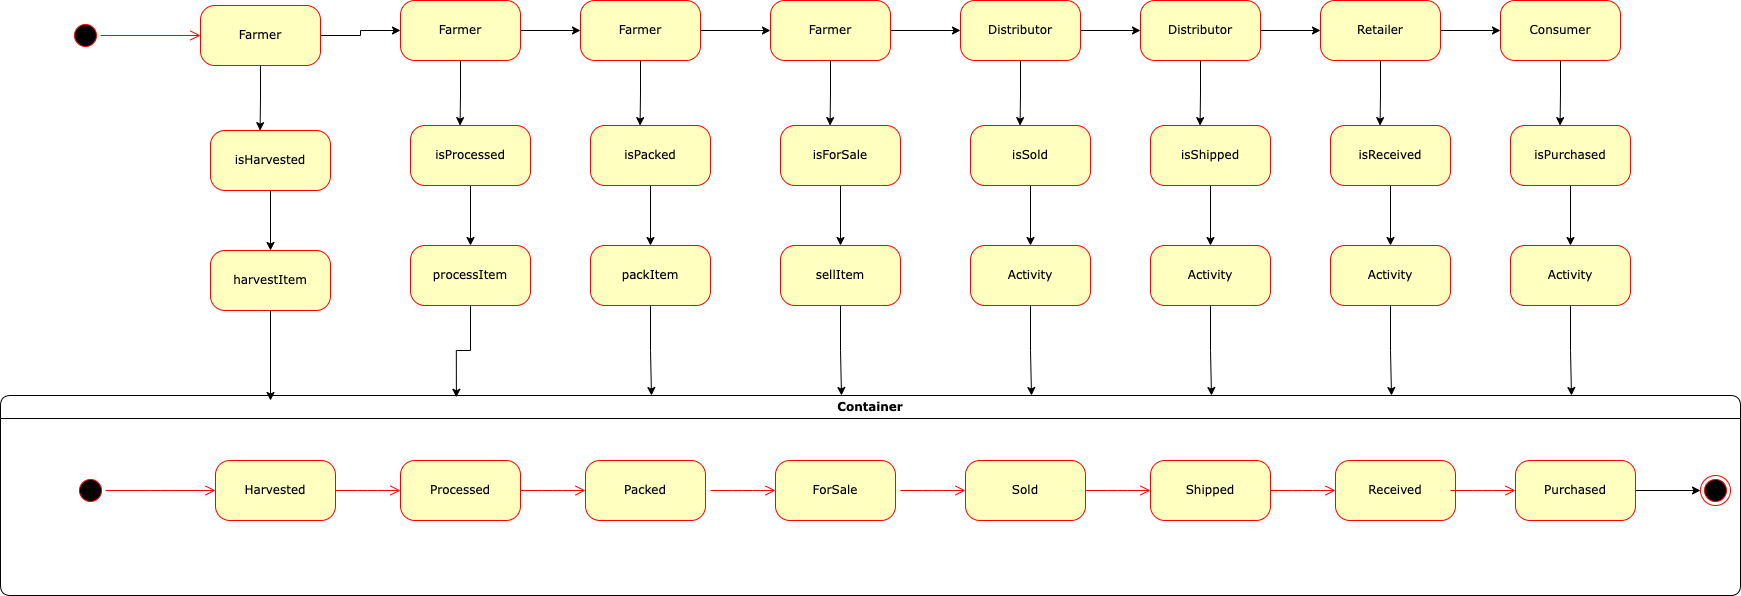 Farmer
Farmer
Farmer
Farmer
Distributor
Distributor
Retailer
Consumer
isHarvested
isProcessed
isPacked
isForSale
isSold
isShipped
isReceived
isPurchased
harvestItem
processItem
packItem
sellItem
Activity
Activity
Activity
Activity
Container
Harvested
Processed
Packed
ForSale
Sold
Shipped
Received
Purchased